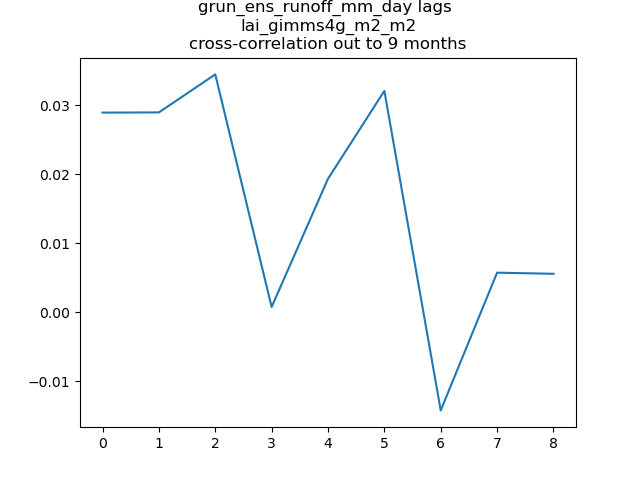 grun_ens_runoff_mm_day lags
lai_gimms4g_m2_m2
cross-correlation out to 9 months
0.03
0.02
0.01
0.00
−0.01
0 1 2 3 4 5 6 7 8